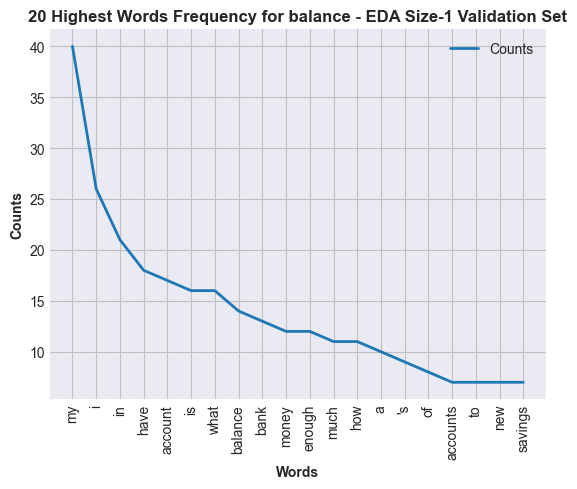 20 Highest Words Frequency for balance - EDA Size-1 Validation Set
Counts
40
35
30
25
20
15
10
Counts
my
i
in
have
account
is
what
balance
bank
money
enough
much
how
a
's
of
accounts
to
new
savings
Words